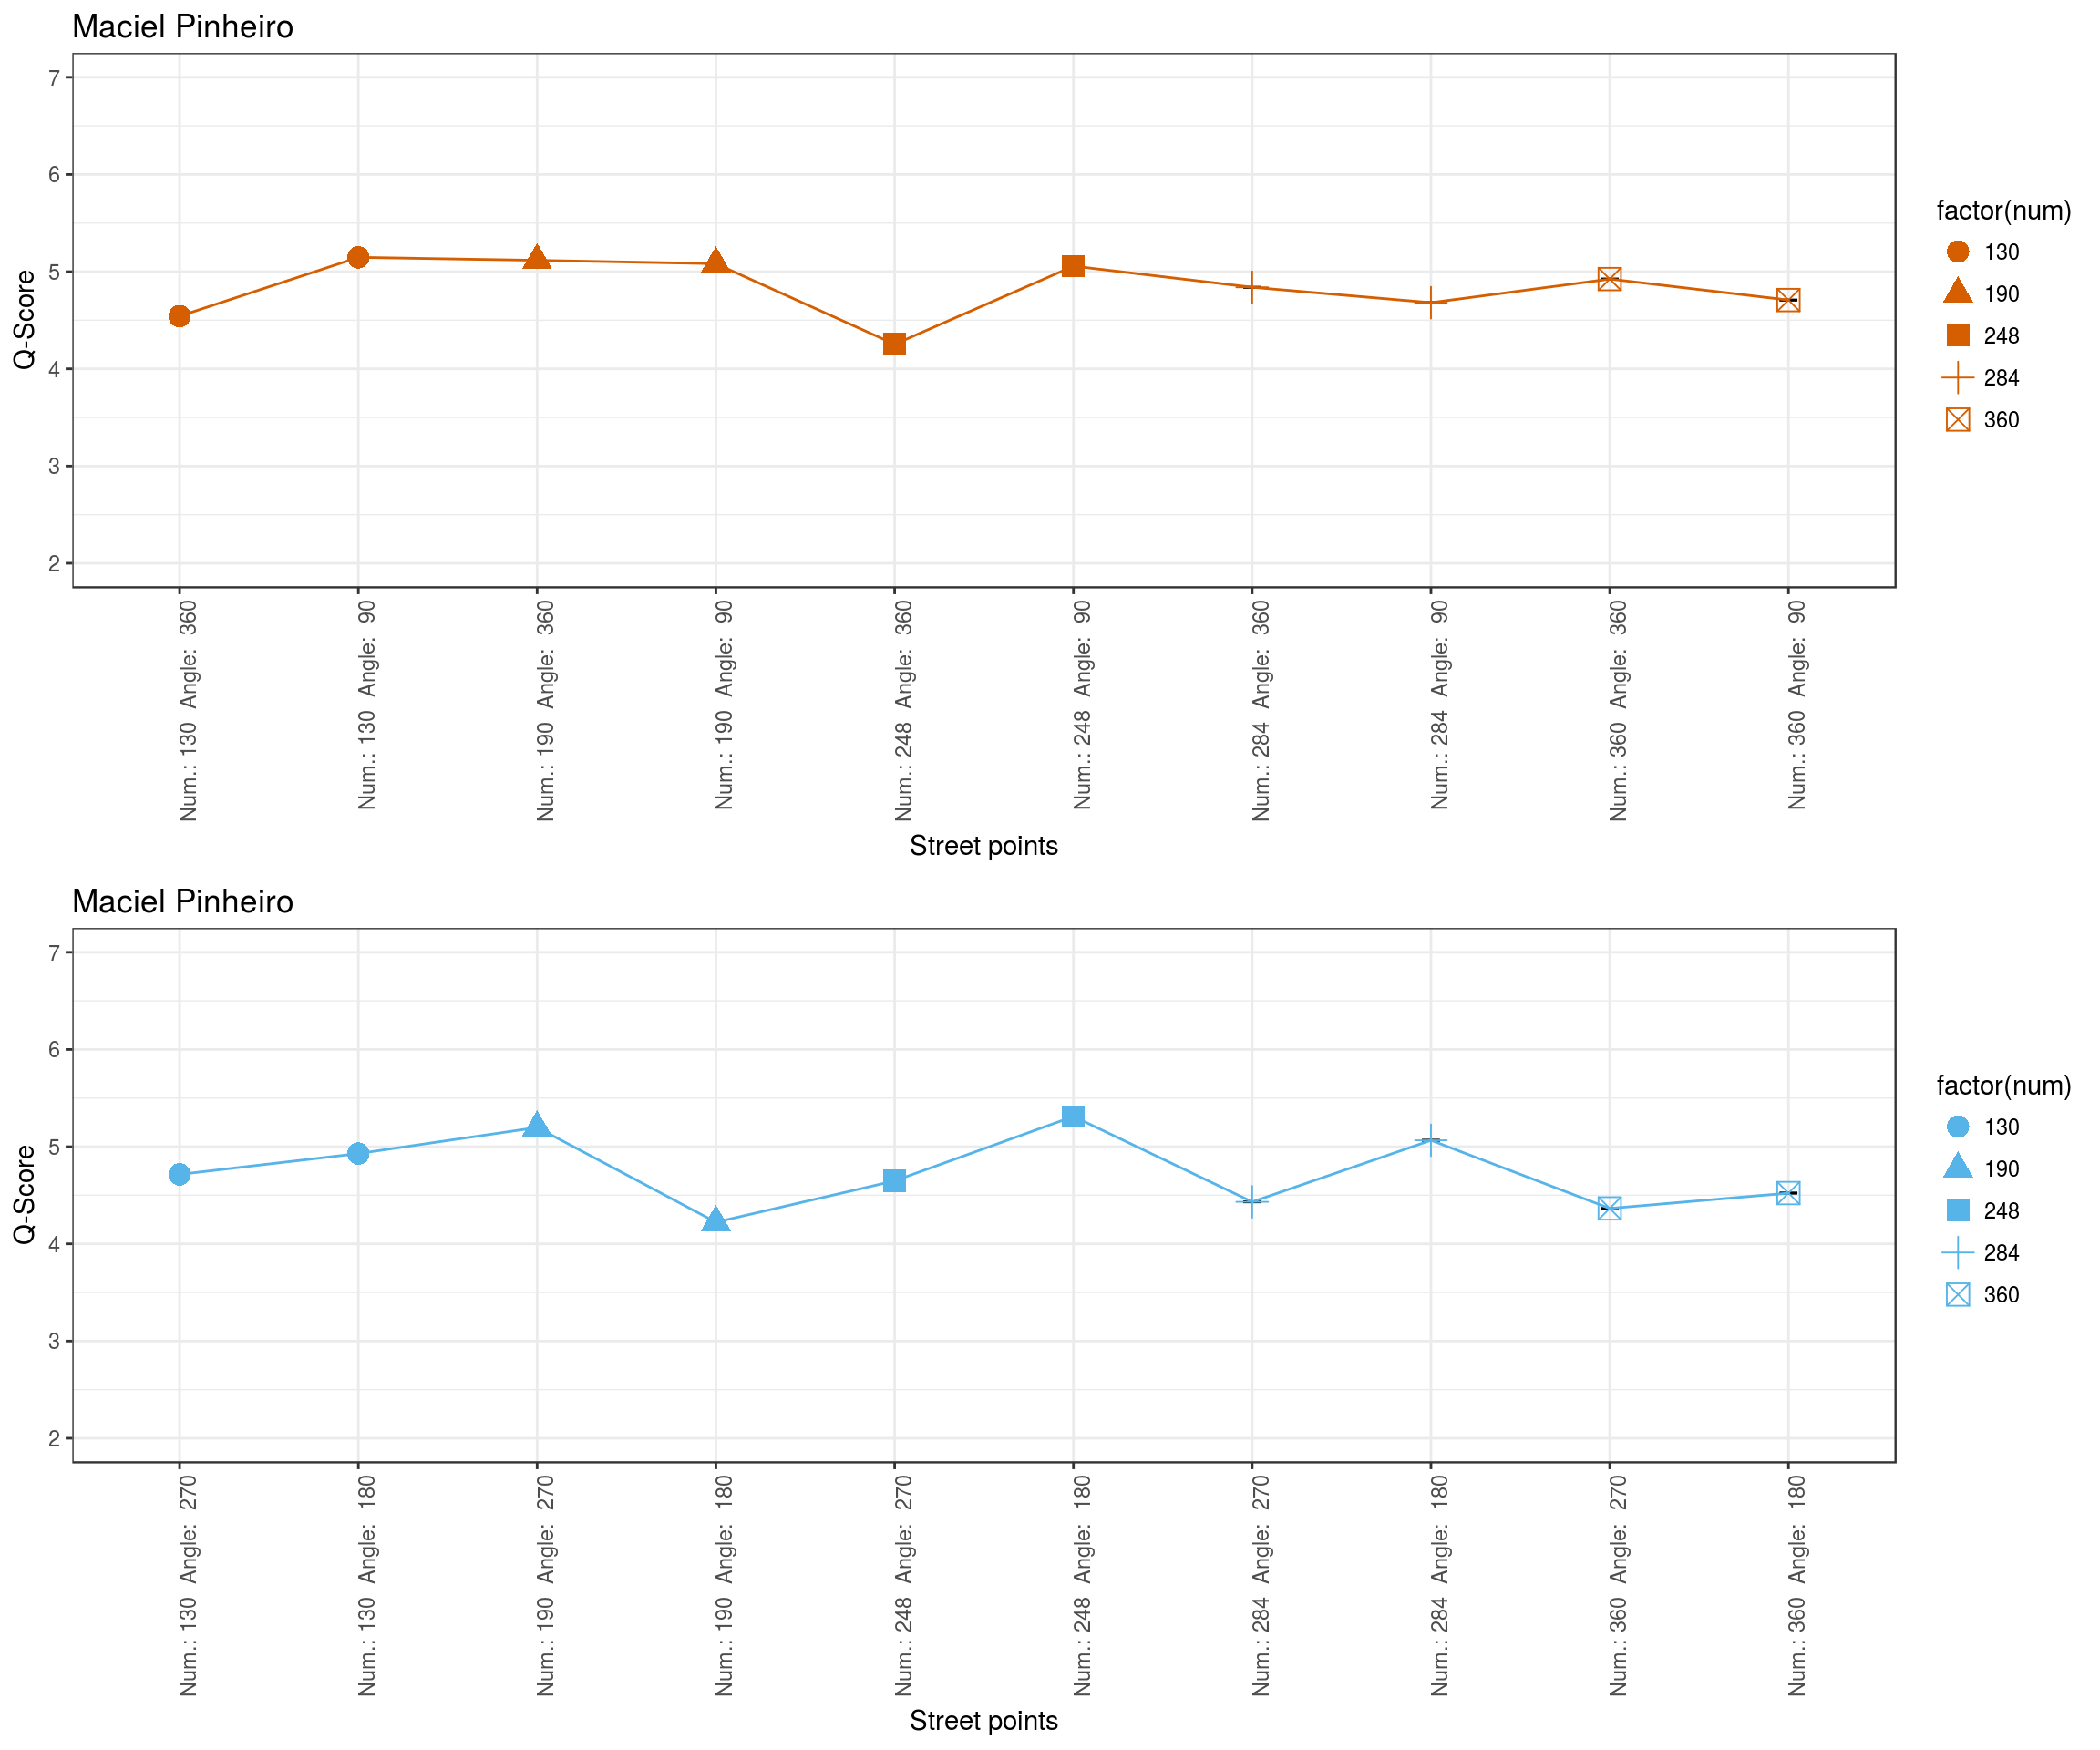 Maciel Pinheiro
7
6
5
4
3
2
Q-Score
Num.: 130 Angle: 360
Num.: 130 Angle: 90
Num.: 190 Angle: 360
Num.: 190 Angle: 90
Num.: 248 Angle: 360
Num.: 248 Angle: 90
Num.: 284 Angle: 360
Num.: 284 Angle: 90
Num.: 360 Angle: 360
Num.: 360 Angle: 90
Street points
factor(num)
130
190
248
284
360
Maciel Pinheiro
7
6
5
4
3
2
Q-Score
Num.: 130 Angle: 270
Num.: 130 Angle: 180
Num.: 190 Angle: 270
Num.: 190 Angle: 180
Num.: 248 Angle: 270
Num.: 248 Angle: 180
Num.: 284 Angle: 270
Num.: 284 Angle: 180
Num.: 360 Angle: 270
Num.: 360 Angle: 180
Street points
factor(num)
130
190
248
284
360